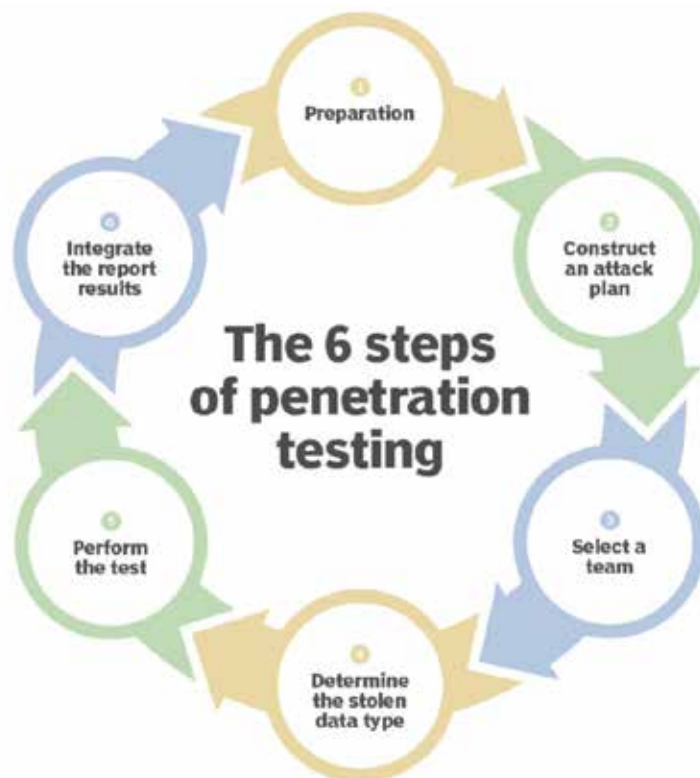 The 6 steps
of penetration
testing
1
Preparation
2
Construct
an attack
plan
3
Select a
team
4
Determine
the stolen
data type
5
Perform
the test
6
Integrate
the report
results